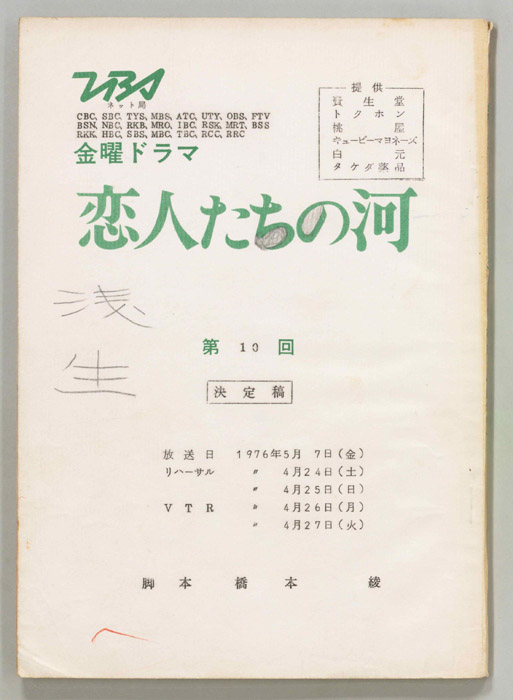 TBS
ネット局
CBC, SBC, TYS, MBS, ATC, UTY, OBS, FTV
BSN, NBC, RKB, MRO, IBC, RSK, MRT, BSS
RKK, HBC, SBS, MBC, TBC, RCC, RBC
金曜ドラマ
提供
資生堂
トクホン
桃屋
キューピーマヨネーズ
白元
タケダ薬品
恋人たちの河
浅生
第10回
決定稿
放送日 1976年5月7日(金)
リハーサル 〃 4月24日(土)
〃 4月25日(日)
VTR 〃 4月26日(月)
〃 4月27日(火)
脚本 橋本 綾